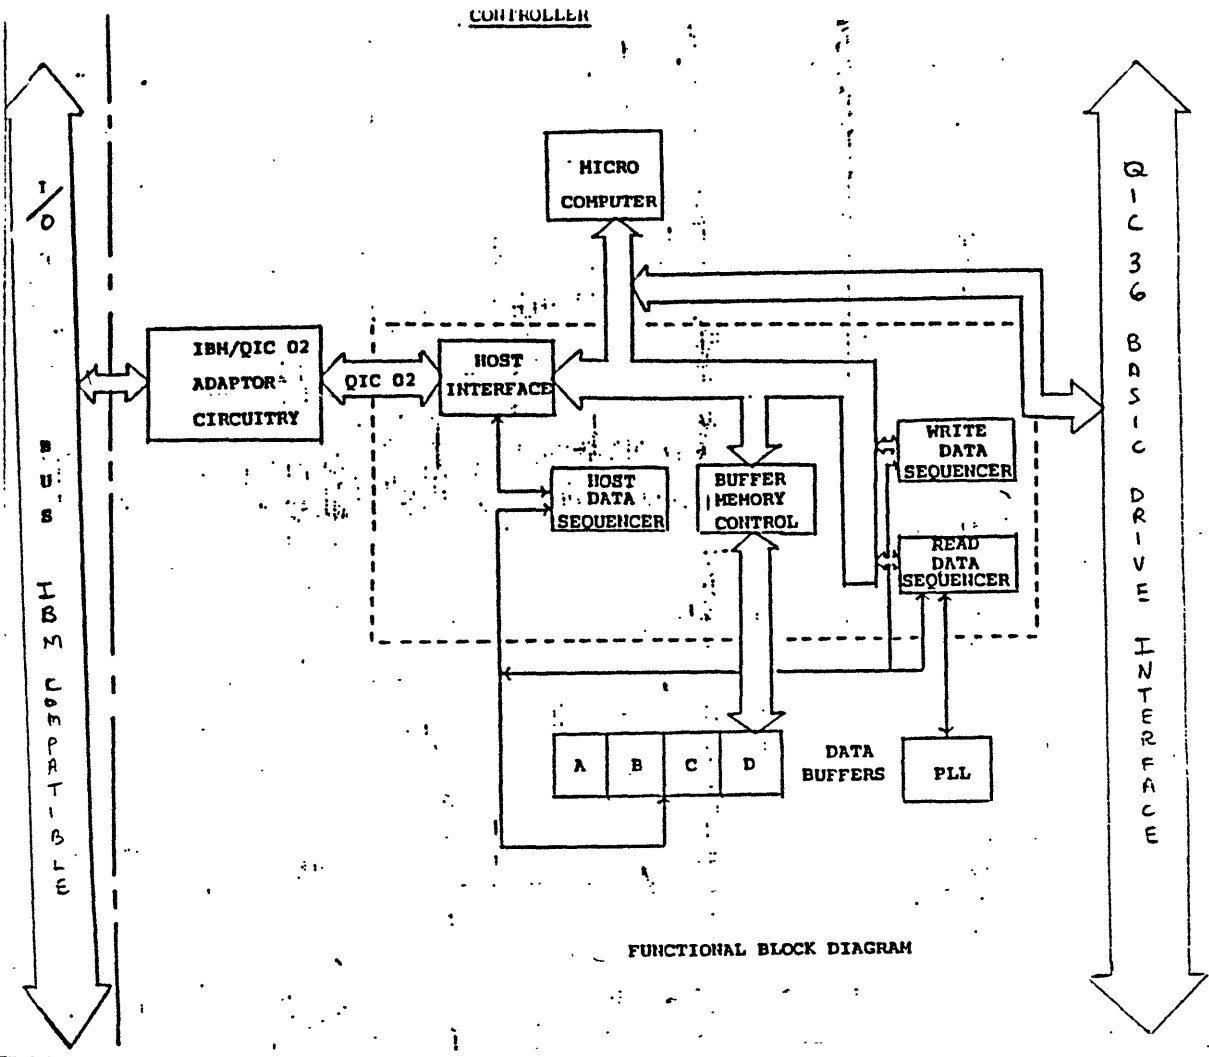 CONTROLLER
MICRO
COMPUTER
I/O
BUS IBM COMPATIBLE
IBM/QIC 02
ADAPTOR
CIRCUITRY
QIC 02
HOST
INTERFACE
WRITE
DATA
SEQUENCER
HOST
DATA
SEQUENCER
BUFFER
MEMORY
CONTROL
READ
DATA
SEQUENCER
A B C D
DATA
BUFFERS
PLL
QIC 36 BASIC DRIVE INTERFACE
FUNCTIONAL BLOCK DIAGRAM